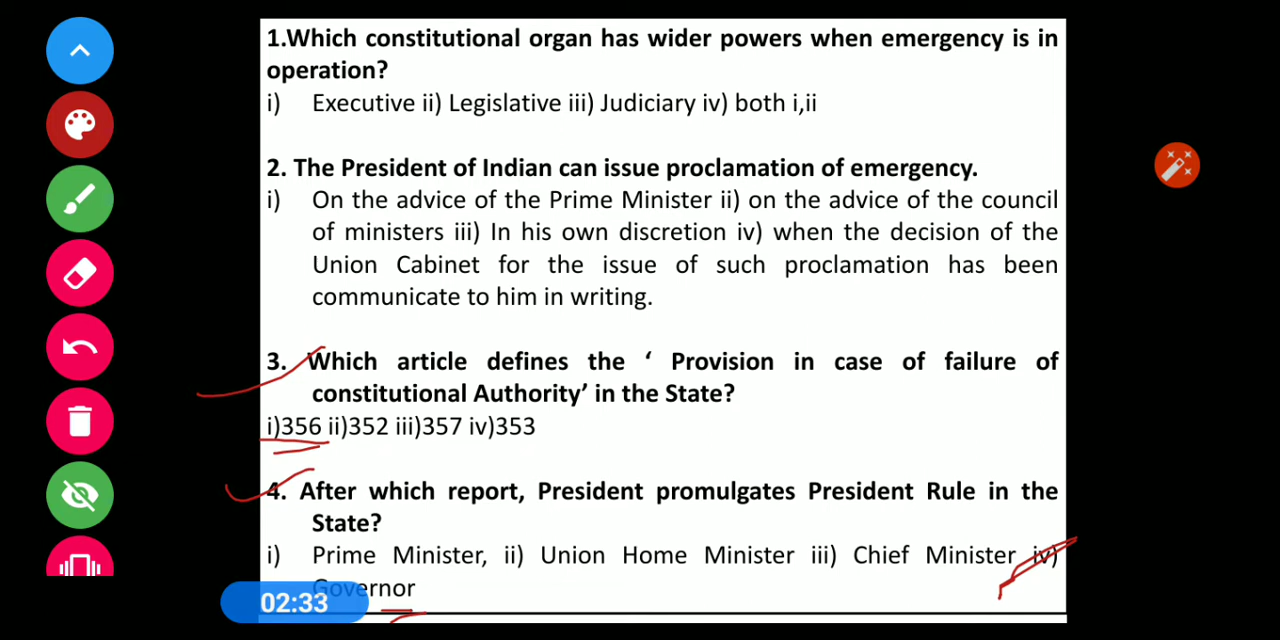 1.Which constitutional organ has wider powers when emergency is in
operation?
i) Executive ii) Legislative iii) Judiciary iv) both i,ii
2. The President of Indian can issue proclamation of emergency.
i) On the advice of the Prime Minister ii) on the advice of the council
of ministers iii) In his own discretion iv) when the decision of the
Union Cabinet for the issue of such proclamation has been
communicate to him in writing.
3. Which article defines the ‘ Provision in case of failure of
constitutional Authority’ in the State?
i)356 ii)352 iii)357 iv)353
4. After which report, President promulgates President Rule in the
State?
i) Prime Minister, ii) Union Home Minister iii) Chief Minister iv)
Governor
02:33